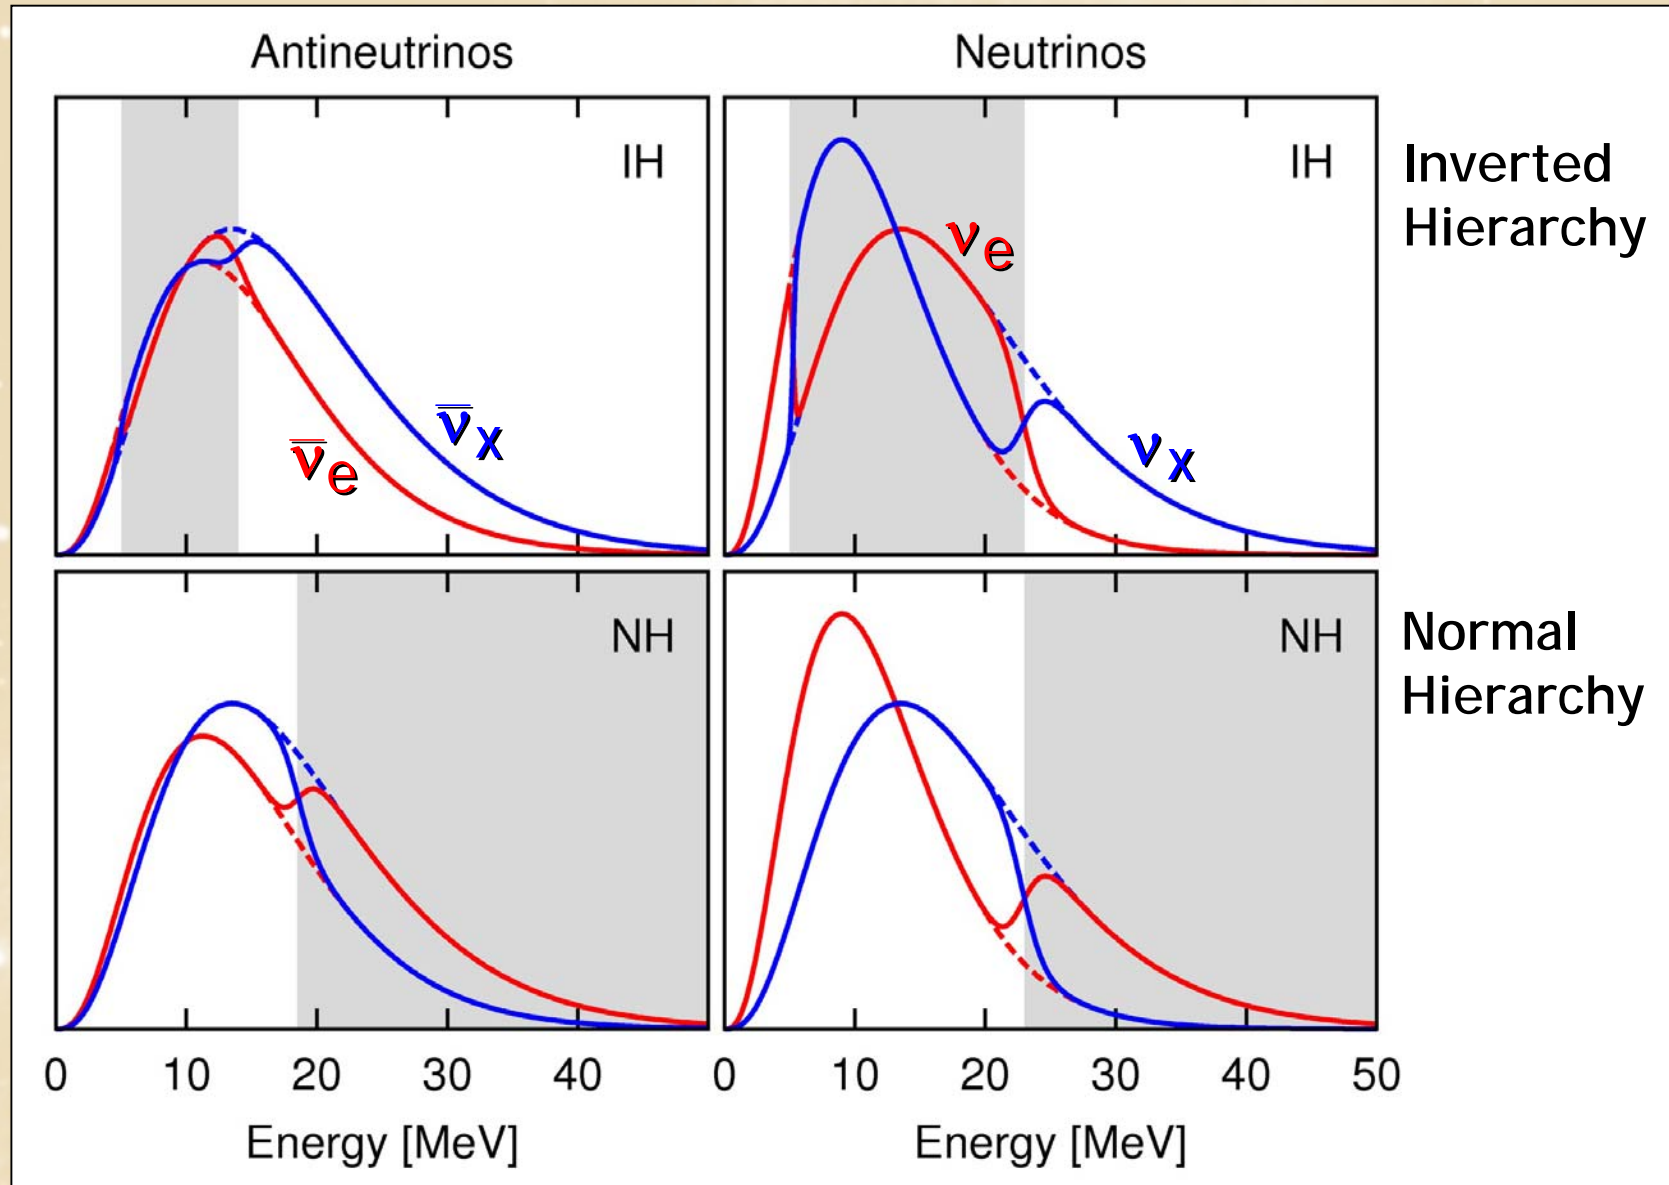 Antineutrinos
Neutrinos
IH
IH
Inverted
Hierarchy
νe
ν̅x
ν̅e
νx
NH
NH
Normal
Hierarchy
0 10 20 30 40 0 10 20 30 40 50
Energy [MeV]
Energy [MeV]